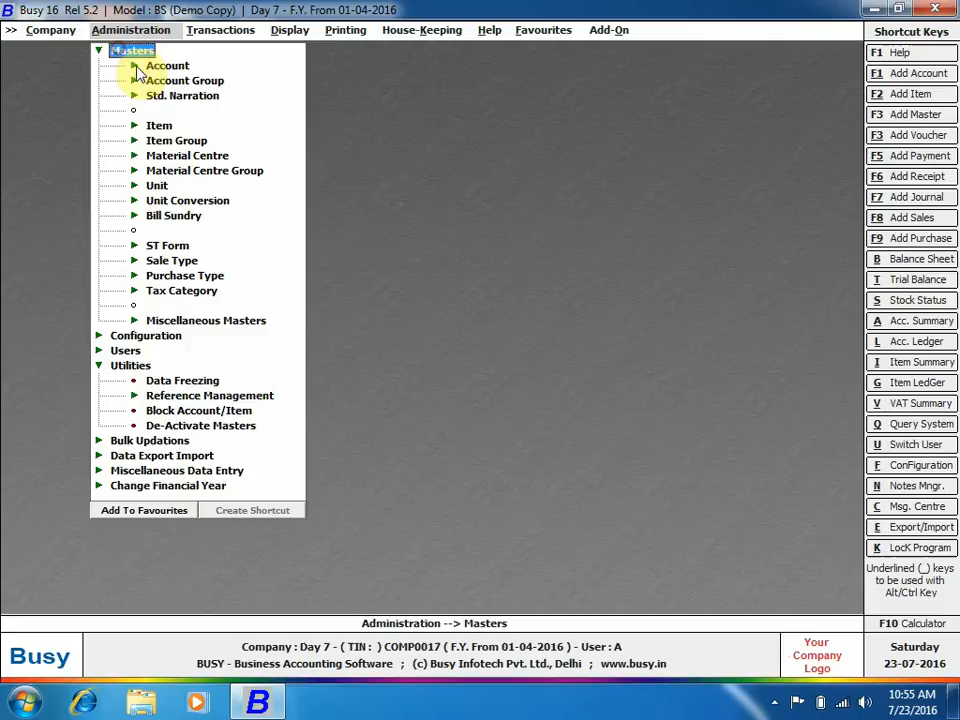 Busy 16 Rel 5.2 | Model : BS (Demo Copy) | Day 7 - F.Y. From 01-04-2016
>> Company Administration Transactions Display Printing House-Keeping Help Favourites Add-On
Shortcut Keys
Masters
Account
Account Group
Std. Narration
Item
Item Group
Material Centre
Material Centre Group
Unit
Unit Conversion
Bill Sundry
ST Form
Sale Type
Purchase Type
Tax Category
Miscellaneous Masters
Configuration
Users
Utilities
Data Freezing
Reference Management
Block Account/Item
De-Activate Masters
Bulk Updations
Data Export Import
Miscellaneous Data Entry
Change Financial Year
Add To Favourites Create Shortcut
F1 Help
F1 Add Account
F2 Add Item
F3 Add Master
F3 Add Voucher
F5 Add Payment
F6 Add Receipt
F7 Add Journal
F8 Add Sales
F9 Add Purchase
B Balance Sheet
T Trial Balance
S Stock Status
A Acc. Summary
L Acc. Ledger
I Item Summary
G Item LedGer
V VAT Summary
Q Query System
U Switch User
F Configuration
N Notes Mngr.
C Msg. Centre
E Export/Import
K LocK Program
Underlined (_) keys
to be used with
Alt/Ctrl Key
F10 Calculator
Administration --> Masters
Busy
Company : Day 7 - ( TIN : ) COMP0017 ( F.Y. From 01-04-2016 ) - User : A
BUSY - Business Accounting Software ; (c) Busy Infotech Pvt. Ltd., Delhi ; www.busy.in
Your
Company
Logo
Saturday
23-07-2016
B
10:55 AM
7/23/2016